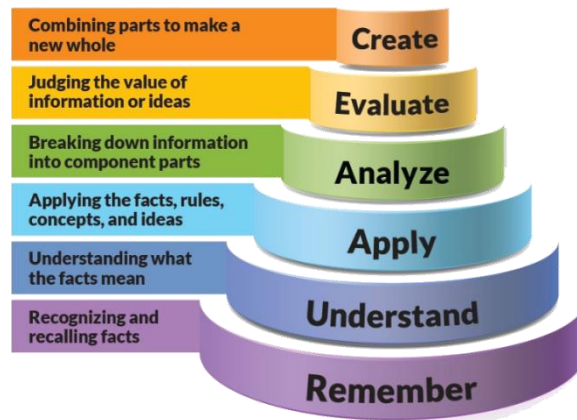 Combining parts to make a
new whole
Create
Judging the value of
information or ideas
Evaluate
Breaking down information
into component parts
Analyze
Applying the facts, rules,
concepts, and ideas
Apply
Understanding what
the facts mean
Understand
Recognizing and
recalling facts
Remember